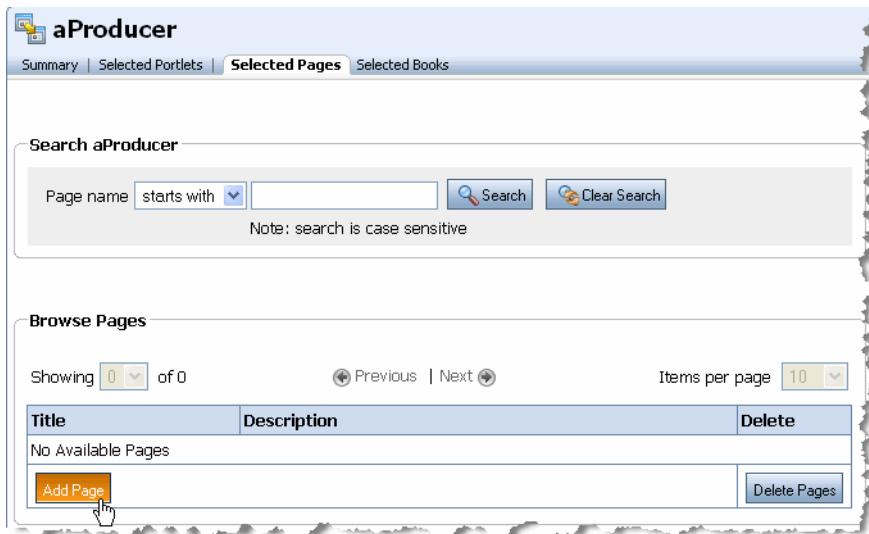 aProducer
Summary | Selected Portlets | Selected Pages Selected Books
Search aProducer
Page name starts with Search Clear Search
Note: search is case sensitive
Browse Pages
Showing 0 of 0 Previous | Next Items per page 10
Title Description Delete
No Available Pages
Add Page Delete Pages